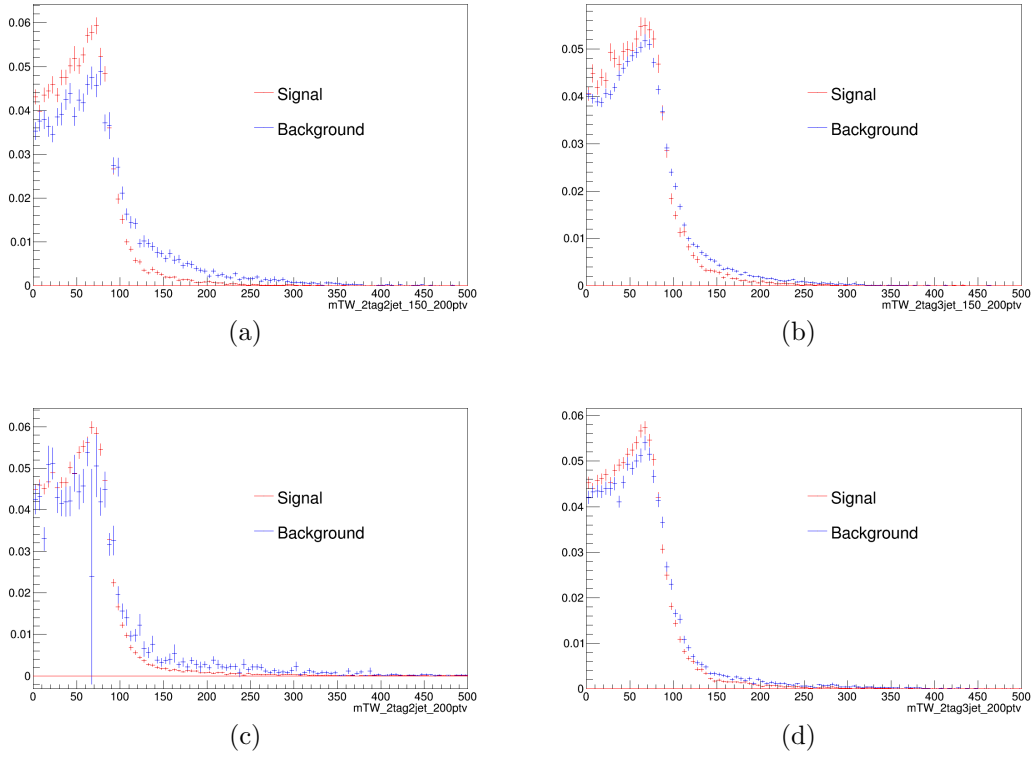 0.06
0.05
0.04
0.03
0.02
0.01
0
Signal
Background
0 50 100 150 200 250 300 350 400 450 500
mTW_2tag2jet_150_200ptv
(a)
0.05
0.04
0.03
0.02
0.01
0
Signal
Background
0 50 100 150 200 250 300 350 400 450 500
mTW_2tag3jet_150_200ptv
(b)
0.06
0.05
0.04
0.03
0.02
0.01
0
Signal
Background
0 50 100 150 200 250 300 350 400 450 500
mTW_2tag2jet_200ptv
(c)
0.06
0.05
0.04
0.03
0.02
0.01
0
Signal
Background
0 50 100 150 200 250 300 350 400 450 500
mTW_2tag3jet_200ptv
(d)